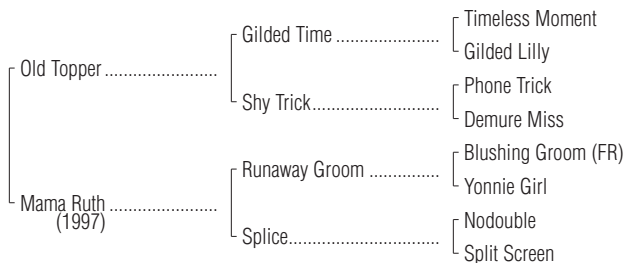 Timeless Moment
Gilded Time ....................
Gilded Lilly
Old Topper ......................
Phone Trick
Shy Trick.........................
Demure Miss
Blushing Groom (FR)
Runaway Groom ..............
Yonnie Girl
Mama Ruth .....................
(1997)
Nodouble
Splice..............................
Split Screen